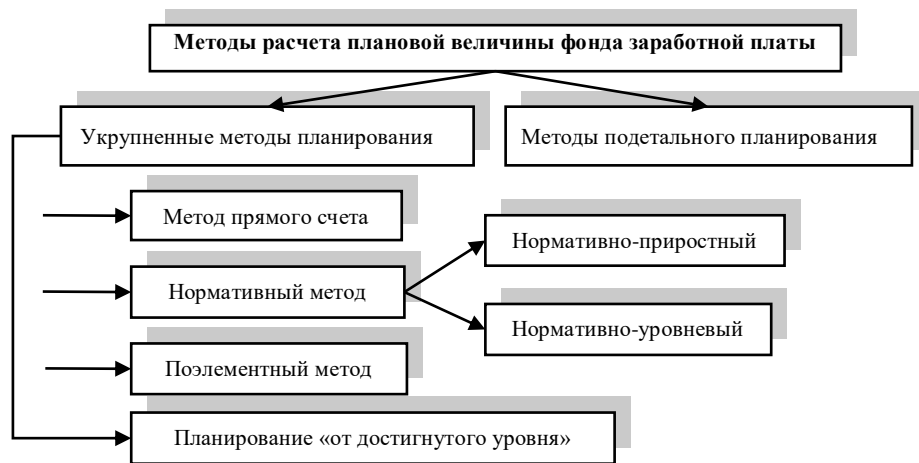 Методы расчета плановой величины фонда заработной платы
Укрупненные методы планирования
Методы подетального планирования
Метод прямого счета
Нормативно-приростный
Нормативный метод
Нормативно-уровневый
Поэлементный метод
Планирование «от достигнутого уровня»